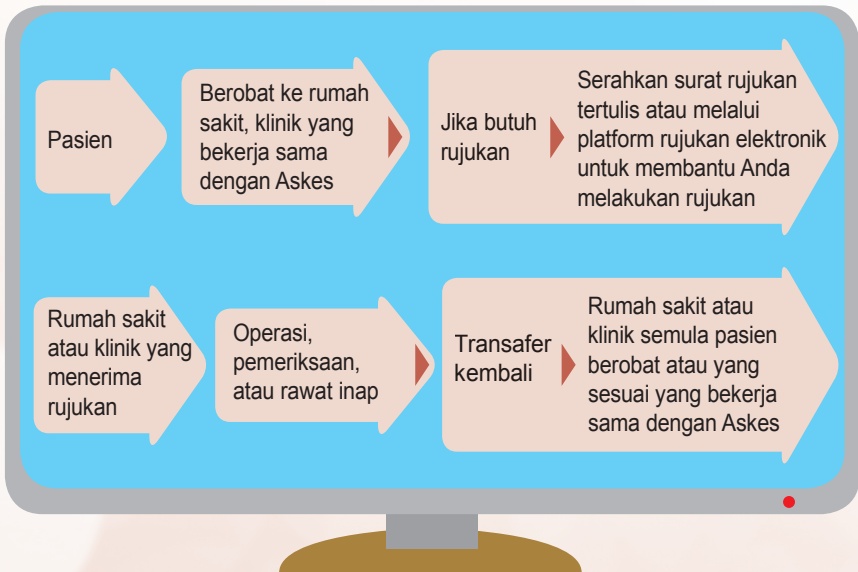 Pasien
Berobat ke rumah
sakit, klinik yang
bekerja sama
dengan Askes
Jika butuh
rujukan
Serahkan surat rujukan
tertulis atau melalui
platform rujukan elektronik
untuk membantu Anda
melakukan rujukan
Rumah sakit
atau klinik yang
menerima
rujukan
Operasi,
pemeriksaan,
atau rawat inap
Transafer
kembali
Rumah sakit atau
klinik semula pasien
berobat atau yang
sesuai yang bekerja
sama dengan Askes